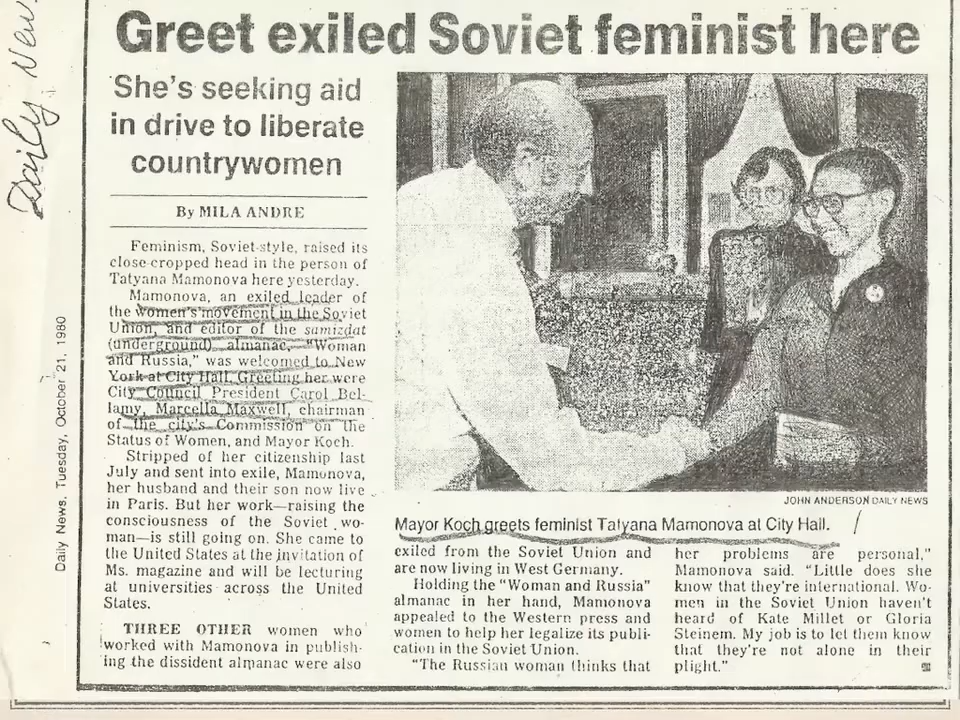 Daily News
Daily News, Tuesday, October 21, 1980
Greet exiled Soviet feminist here
She's seeking aid
in drive to liberate
countrywomen
By MILA ANDRE
Feminism, Soviet-style, raised its
close-cropped head in the person of
Tatyana Mamonova here yesterday.
Mamonova, an exiled leader of
the women's movement in the Soviet
Union, and editor of the samizdat
(underground) almanac, "Woman
and Russia," was welcomed to New
York at City Hall. Greeting her were
City Council President Carol Bel-
lamy, Marcella Maxwell, chairman
of the city's Commission on the
Status of Women, and Mayor Koch.
Stripped of her citizenship last
July and sent into exile, Mamonova,
her husband and their son now live
in Paris. But her work—raising the
consciousness of the Soviet wo-
man—is still going on. She came to
the United States at the invitation of
Ms. magazine and will be lecturing
at universities across the United
States.
THREE OTHER women who
worked with Mamonova in publish-
ing the dissident almanac were also
JOHN ANDERSON DAILY NEWS
Mayor Koch greets feminist Tatyana Mamonova at City Hall.
exiled from the Soviet Union and
are now living in West Germany.
Holding the "Woman and Russia"
almanac in her hand, Mamonova
appealed to the Western press and
women to help her legalize its publi-
cation in the Soviet Union.
"The Russian woman thinks that
her problems are personal,"
Mamonova said. "Little does she
know that they're international. Wo-
men in the Soviet Union haven't
heard of Kate Millet or Gloria
Steinem. My job is to let them know
that they're not alone in their
plight."